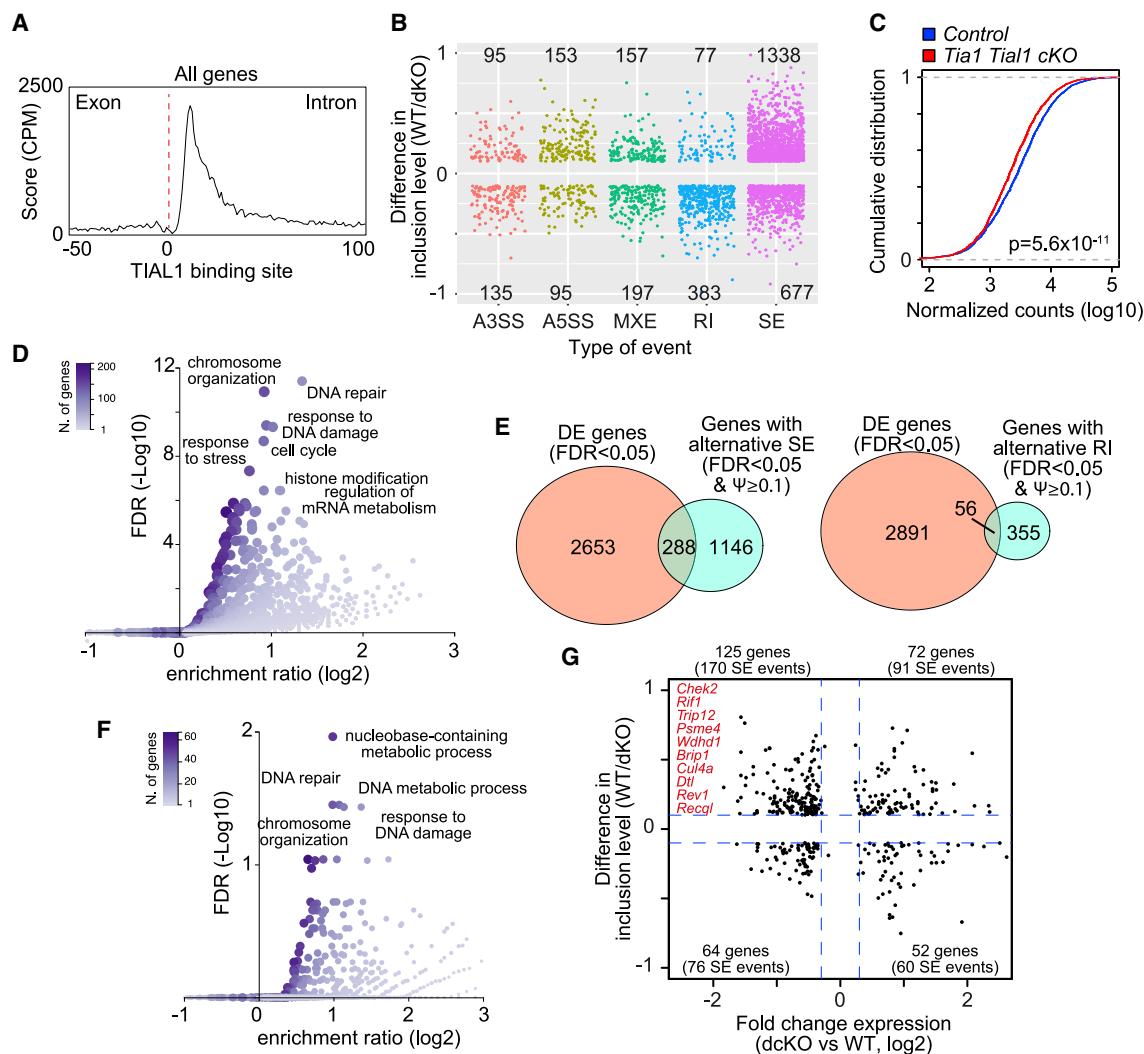 A
All genes
2500
Exon
Intron
Score (CPM)
0
-50
0
100
TIAL1 binding site
B
95
153
157
77
1338
1
0
-1
Difference in
inclusion level (WT/dKO)
135
95
197
383
677
A3SS
A5SS
MXE
RI
SE
Type of event
C
Control
Tia1 Tial1 cKO
Cumulative distribution
1
0
p=5.6x10-11
2
3
4
5
Normalized counts (log10)
D
N. of genes
200
100
1
12
8
4
FDR (-Log10)
chromosome
organization
DNA repair
response to
DNA damage
cell cycle
response
to stress
histone modification
regulation of
mRNA metabolism
-1
0
1
2
3
enrichment ratio (log2)
E
DE genes
(FDR<0.05)
Genes with
alternative SE
(FDR<0.05
& Ψ≥0.1)
2653
288
1146
DE genes
(FDR<0.05)
Genes with
alternative RI
(FDR<0.05
& Ψ≥0.1)
2891
56
355
F
N. of genes
60
40
20
1
2
1
FDR (-Log10)
nucleobase-containing
metabolic process
DNA repair
DNA metabolic process
chromosome
organization
response to
DNA damage
-1
0
1
2
3
enrichment ratio (log2)
G
125 genes
(170 SE events)
72 genes
(91 SE events)
1
0
-1
Difference in
inclusion level (WT/dKO)
Chek2
Rif1
Trip12
Psme4
Wdhd1
Brip1
Cul4a
Dtl
Rev1
Recql
64 genes
(76 SE events)
52 genes
(60 SE events)
-2
0
2
Fold change expression
(dcKO vs WT, log2)